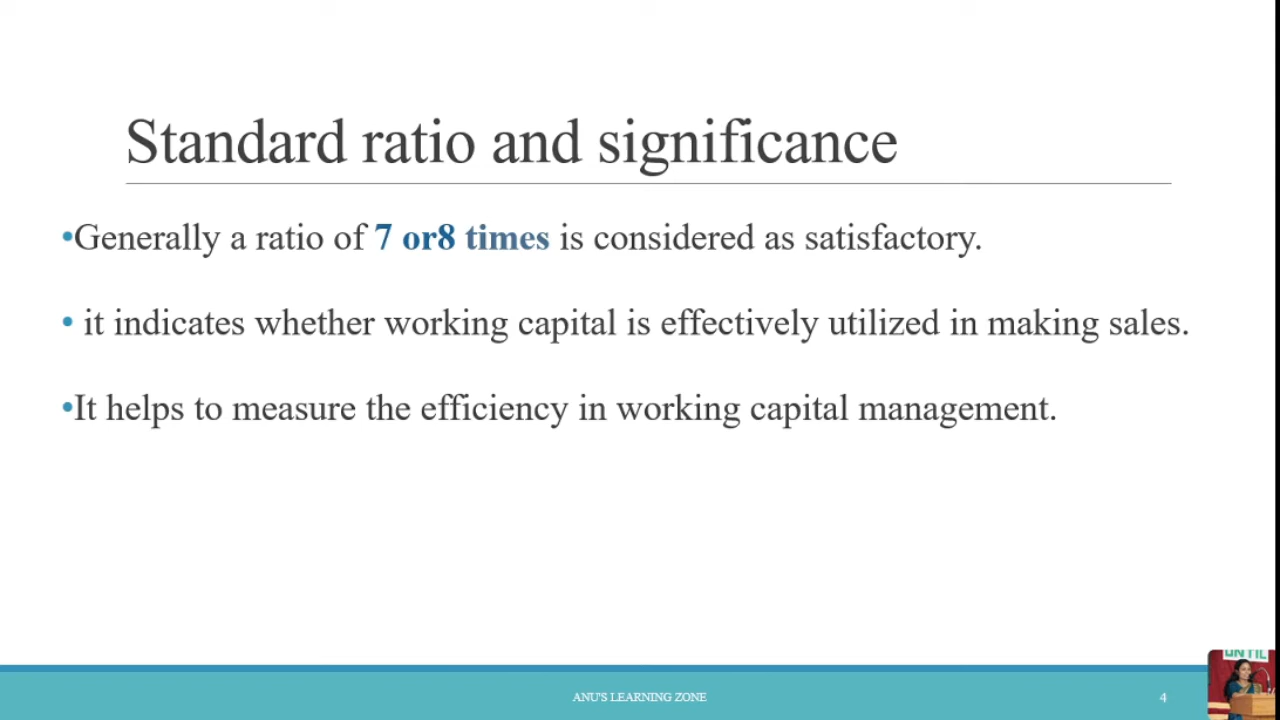 Standard ratio and significance
•Generally a ratio of 7 or8 times is considered as satisfactory.
• it indicates whether working capital is effectively utilized in making sales.
•It helps to measure the efficiency in working capital management.
ANU'S LEARNING ZONE
4